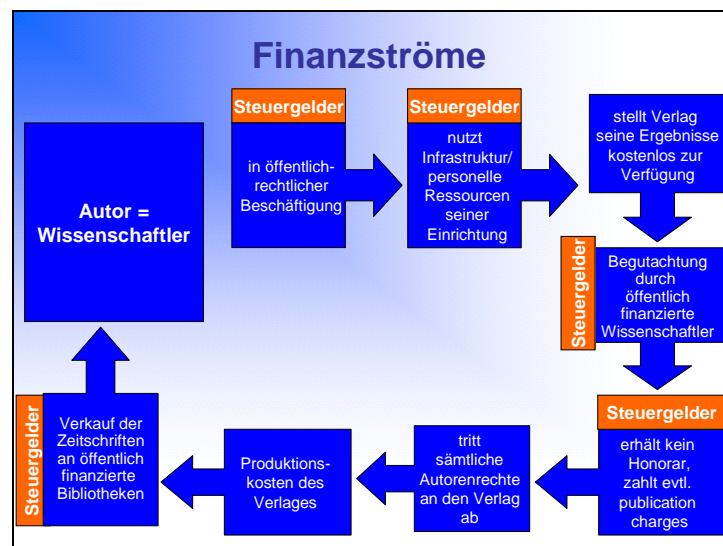 Finanzströme
Autor =
Wissenschaftler
Steuergelder
in öffentlich-
rechtlicher
Beschäftigung
Steuergelder
nutzt
Infrastruktur/
personelle
Ressourcen
seiner
Einrichtung
stellt Verlag
seine Ergebnisse
kostenlos zur
Verfügung
Steuergelder
Begutachtung
durch
öffentlich
finanzierte
Wissenschaftler
Steuergelder
erhält kein
Honorar,
zahlt evtl.
publication
charges
tritt
sämtliche
Autorenrechte
an den Verlag
ab
Produktions-
kosten des
Verlages
Steuergelder
Verkauf der
Zeitschriften
an öffentlich
finanzierte
Bibliotheken